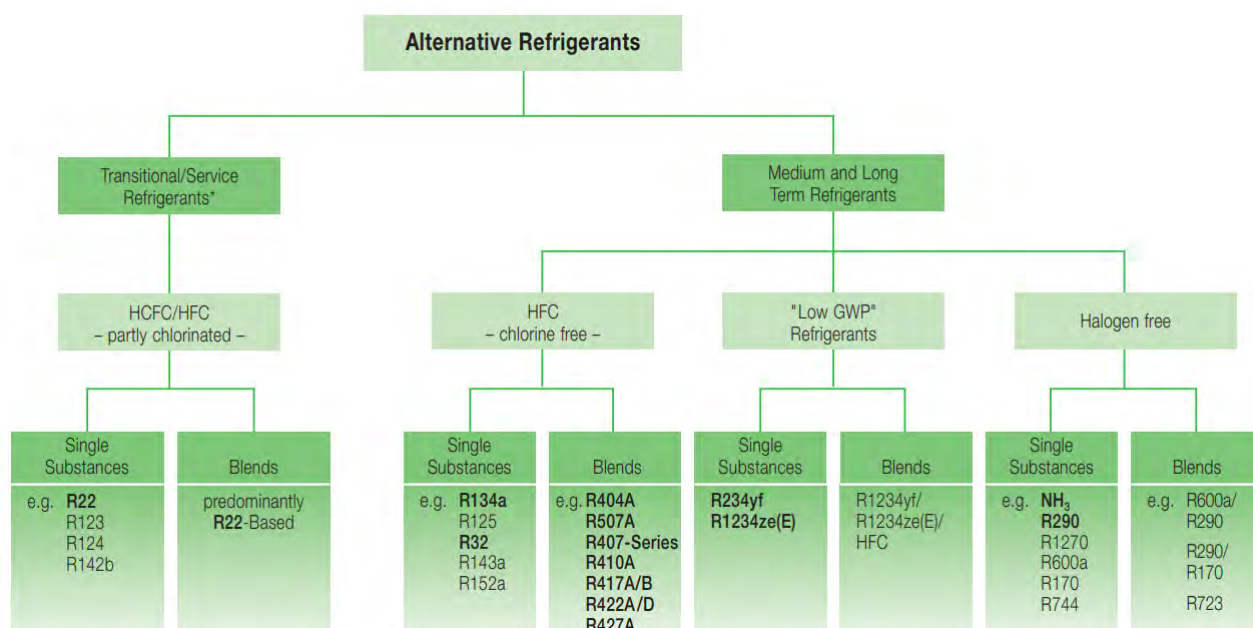 Alternative Refrigerants
Transitional/Service
Refrigerants*
Medium and Long
Term Refrigerants
HCFC/HFC
– partly chlorinated –
HFC
– chlorine free –
"Low GWP"
Refrigerants
Halogen free
Single
Substances
Blends
Single
Substances
Blends
Single
Substances
Blends
Single
Substances
Blends
e.g. R22
R123
R124
R142b
predominantly
R22-Based
e.g. R134a
R125
R32
R143a
R152a
e.g. R404A
R507A
R407-Series
R410A
R417A/B
R422A/D
R427A
R234yf
R1234ze(E)
R1234yf/
R1234ze(E)/
HFC
e.g. NH₃
R290
R1270
R600a
R170
R744
e.g. R600a/
R290
R290/
R170
R723